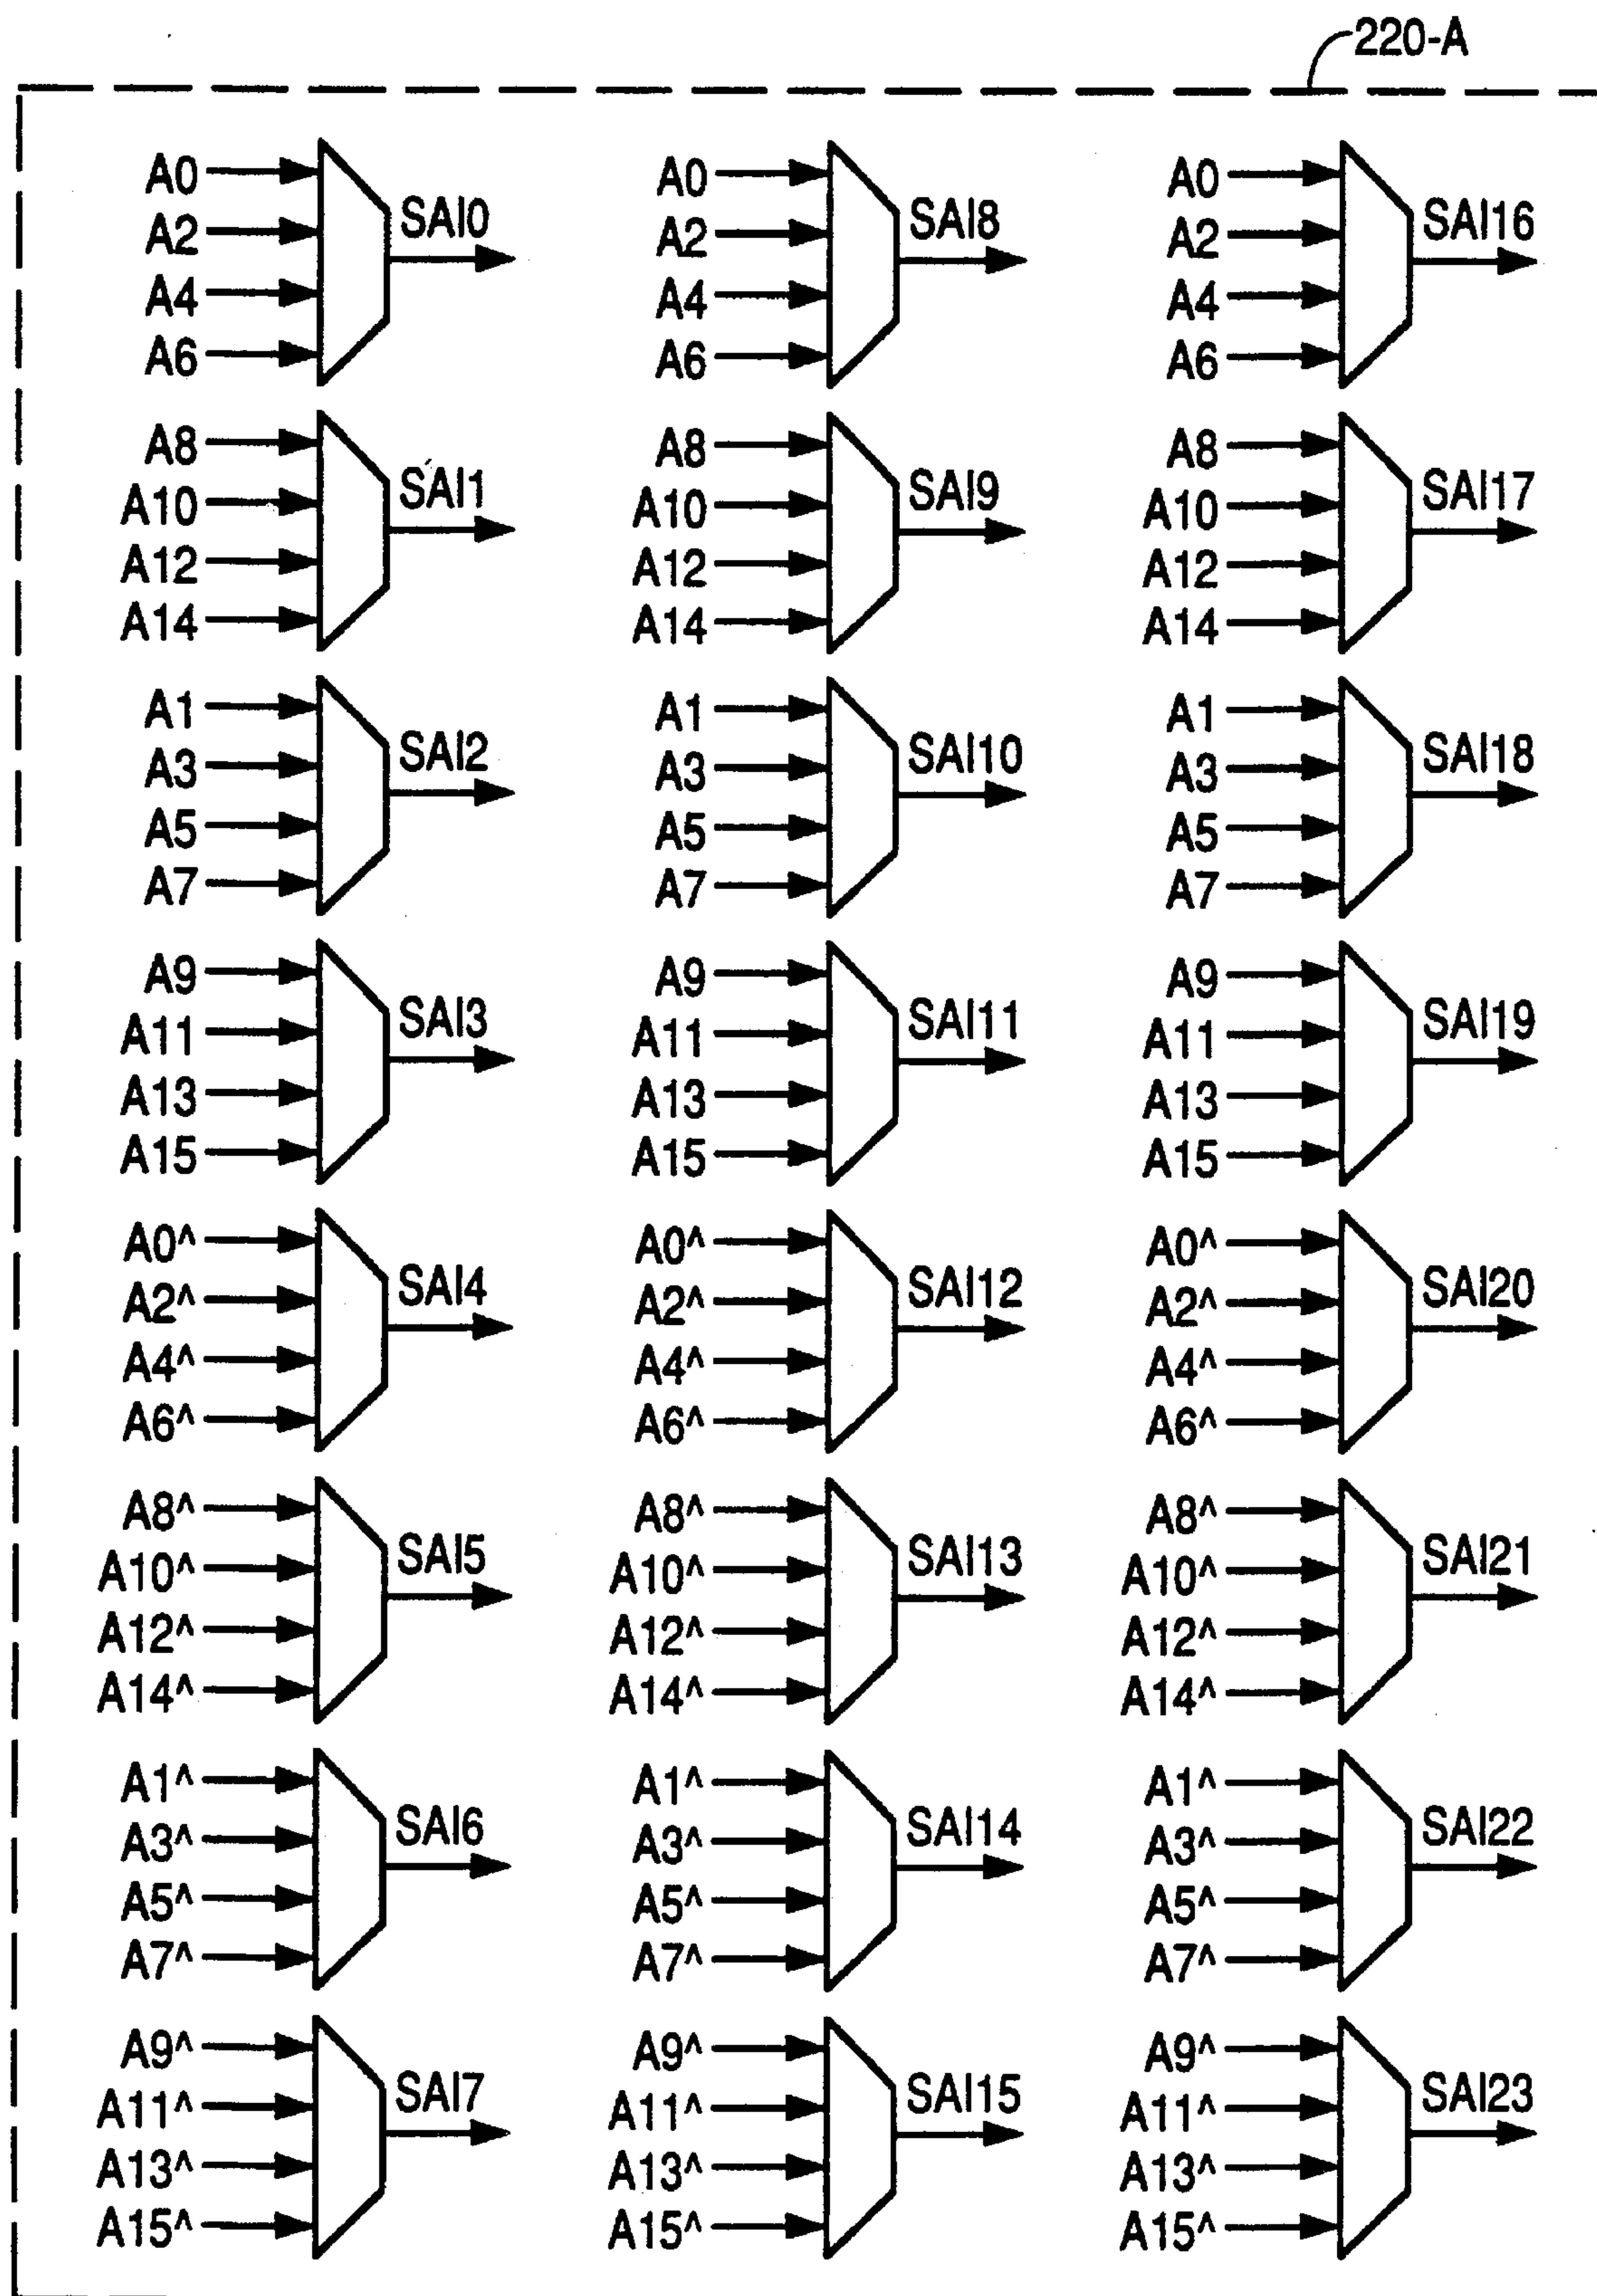 220-A
A0
A2
A4
A6
SAI0
A8
A10
A12
A14
SAI1
A1
A3
A5
A7
SAI2
A9
A11
A13
A15
SAI3
A0^
A2^
A4^
A6^
SAI4
A8^
A10^
A12^
A14^
SAI5
A1^
A3^
A5^
A7^
SAI6
A9^
A11^
A13^
A15^
SAI7
A0
A2
A4
A6
SAI8
A8
A10
A12
A14
SAI9
A1
A3
A5
A7
SAI10
A9
A11
A13
A15
SAI11
A0^
A2^
A4^
A6^
SAI12
A8^
A10^
A12^
A14^
SAI13
A1^
A3^
A5^
A7^
SAI14
A9^
A11^
A13^
A15^
SAI15
A0
A2
A4
A6
SAI16
A8
A10
A12
A14
SAI17
A1
A3
A5
A7
SAI18
A9
A11
A13
A15
SAI19
A0^
A2^
A4^
A6^
SAI20
A8^
A10^
A12^
A14^
SAI21
A1^
A3^
A5^
A7^
SAI22
A9^
A11^
A13^
A15^
SAI23